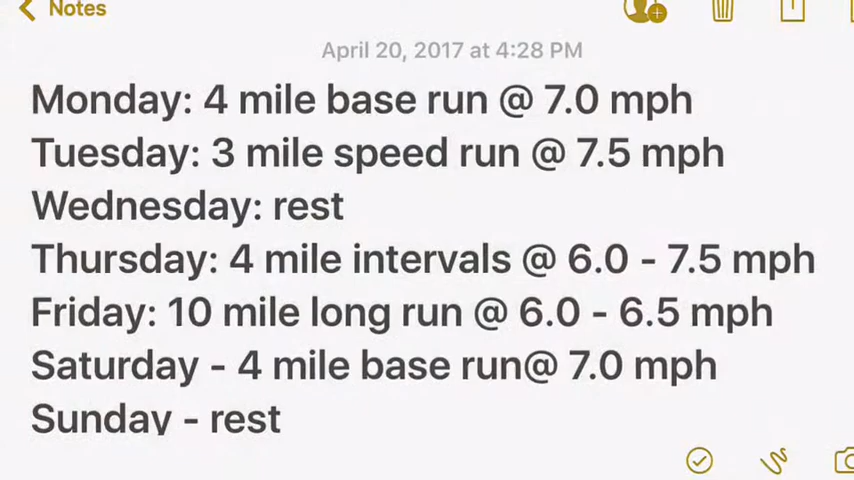 Notes
April 20, 2017 at 4:28 PM
Monday: 4 mile base run @ 7.0 mph
Tuesday: 3 mile speed run @ 7.5 mph
Wednesday: rest
Thursday: 4 mile intervals @ 6.0 - 7.5 mph
Friday: 10 mile long run @ 6.0 - 6.5 mph
Saturday - 4 mile base run@ 7.0 mph
Sunday - rest